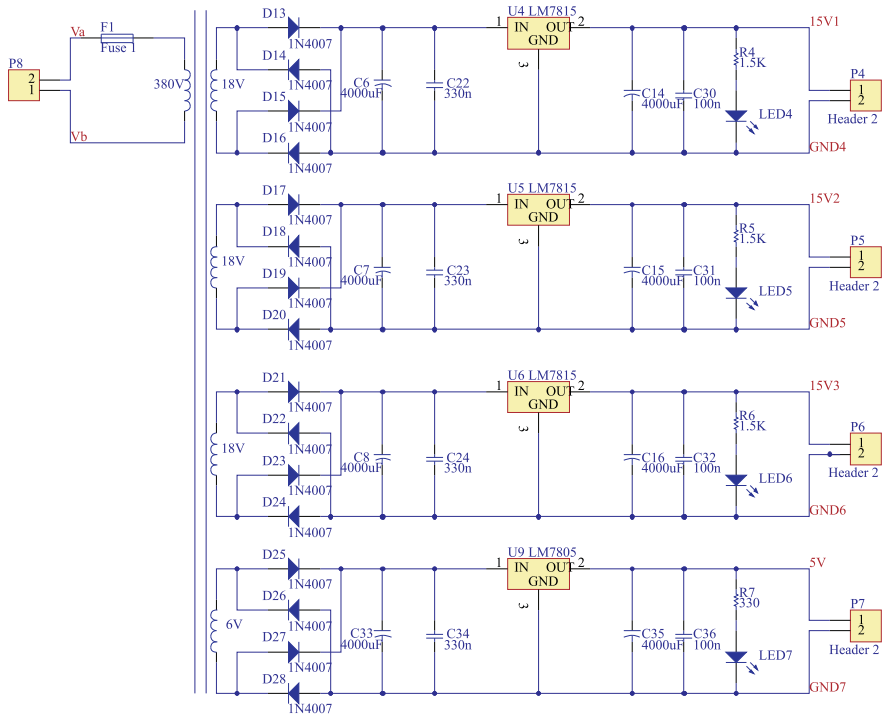 P8
2
1
Va
F1
Fuse 1
380V
Vb
D13
1N4007
D14
1N4007
D15
1N4007
D16
1N4007
18V
C6
4000uF
C22
330n
U4 LM7815
1
IN
OUT
2
GND
3
C14
4000uF
C30
100n
R4
1.5K
LED4
15V1
P4
1
2
Header 2
GND4
D17
1N4007
D18
1N4007
D19
1N4007
D20
1N4007
18V
C7
4000uF
C23
330n
U5 LM7815
1
IN
OUT
2
GND
3
C15
4000uF
C31
100n
R5
1.5K
LED5
15V2
P5
1
2
Header 2
GND5
D21
1N4007
D22
1N4007
D23
1N4007
D24
1N4007
18V
C8
4000uF
C24
330n
U6 LM7815
1
IN
OUT
2
GND
3
C16
4000uF
C32
100n
R6
1.5K
LED6
15V3
P6
1
2
Header 2
GND6
D25
1N4007
D26
1N4007
D27
1N4007
D28
1N4007
6V
C33
4000uF
C34
330n
U9 LM7805
1
IN
OUT
2
GND
3
C35
4000uF
C36
100n
R7
330
LED7
5V
P7
1
2
Header 2
GND7